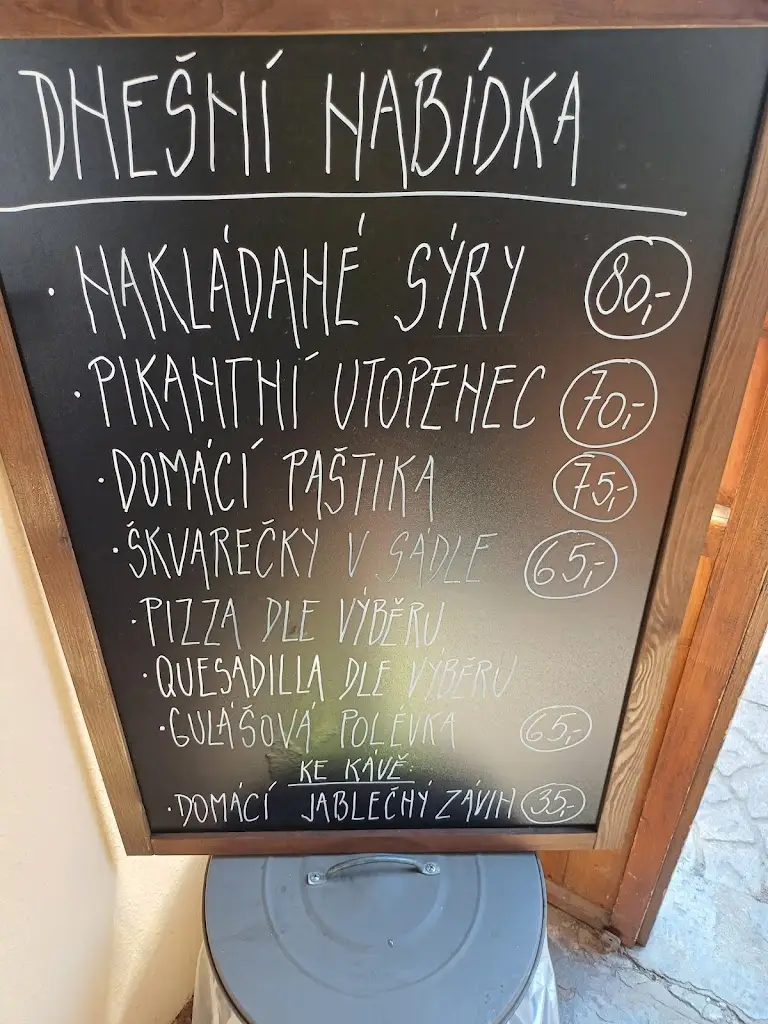 DNEŠNÍ NABÍDKA
· NAKLÁDANÉ SÝRY 80,-
· PIKANTNÍ UTOPENEC 70,-
· DOMÁCÍ PAŠTIKA 75,-
· ŠKVAREČKY V SÁDLE 65,-
· PIZZA DLE VÝBĚRU
· QUESADILLA DLE VÝBĚRU
· GULÁŠOVÁ POLÉVKA 65,-
KE KÁVĚ:
· DOMÁCÍ JABLEČNÝ ZÁVIN 35,-